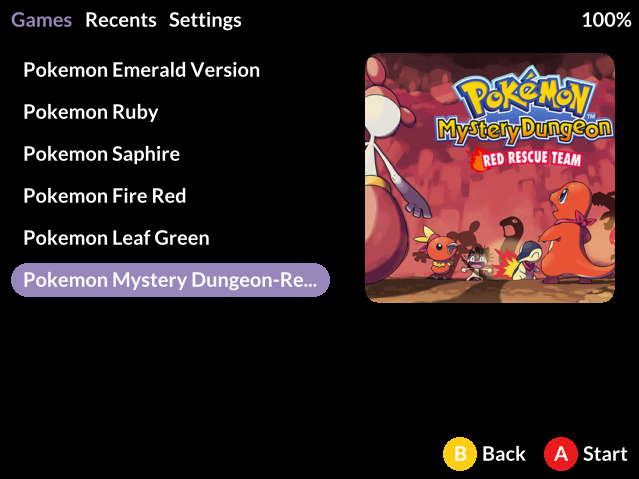 Games Recents Settings 100%
Pokemon Emerald Version
Pokemon Ruby
Pokemon Saphire
Pokemon Fire Red
Pokemon Leaf Green
Pokemon Mystery Dungeon-Re...
POKéMON
Mystery Dungeon
TM
RED RESCUE TEAM
B Back A Start